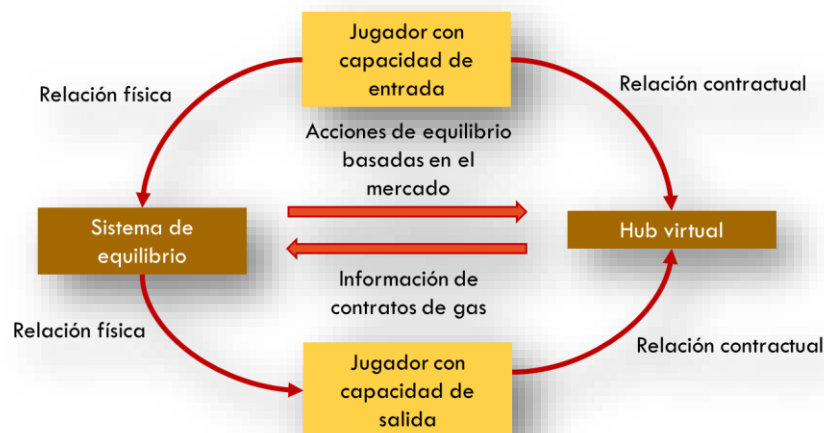 Jugador con
capacidad de
entrada
Relación física
Relación contractual
Acciones de equilibrio
basadas en el
mercado
Sistema de
equilibrio
Hub virtual
Información de
contratos de gas
Relación física
Relación contractual
Jugador con
capacidad de
salida